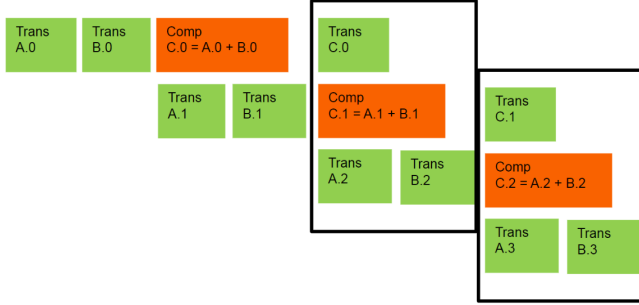 Trans
A.0
Trans
B.0
Comp
C.0 = A.0 + B.0
Trans
C.0
Trans
A.1
Trans
B.1
Comp
C.1 = A.1 + B.1
Trans
A.2
Trans
B.2
Trans
C.1
Comp
C.2 = A.2 + B.2
Trans
A.3
Trans
B.3